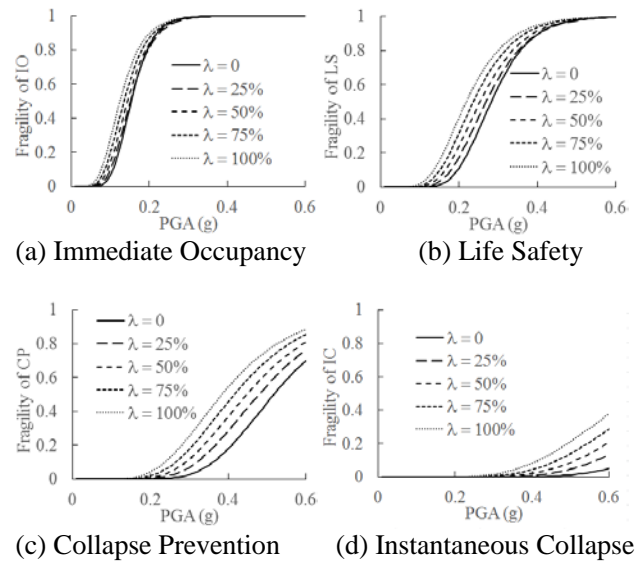 Fragility of IO
1
0.8
0.6
0.4
0.2
0
λ = 0
λ = 25%
λ = 50%
λ = 75%
λ = 100%
0 0.2 0.4 0.6
PGA (g)
(a) Immediate Occupancy
Fragility of LS
1
0.8
0.6
0.4
0.2
0
λ = 0
λ = 25%
λ = 50%
λ = 75%
λ = 100%
0 0.2 0.4 0.6
PGA (g)
(b) Life Safety
Fragility of CP
1
0.8
0.6
0.4
0.2
0
λ = 0
λ = 25%
λ = 50%
λ = 75%
λ = 100%
0 0.2 0.4 0.6
PGA (g)
(c) Collapse Prevention
Fragility of IC
1
0.8
0.6
0.4
0.2
0
λ = 0
λ = 25%
λ = 50%
λ = 75%
λ = 100%
0 0.2 0.4 0.6
PGA (g)
(d) Instantaneous Collapse